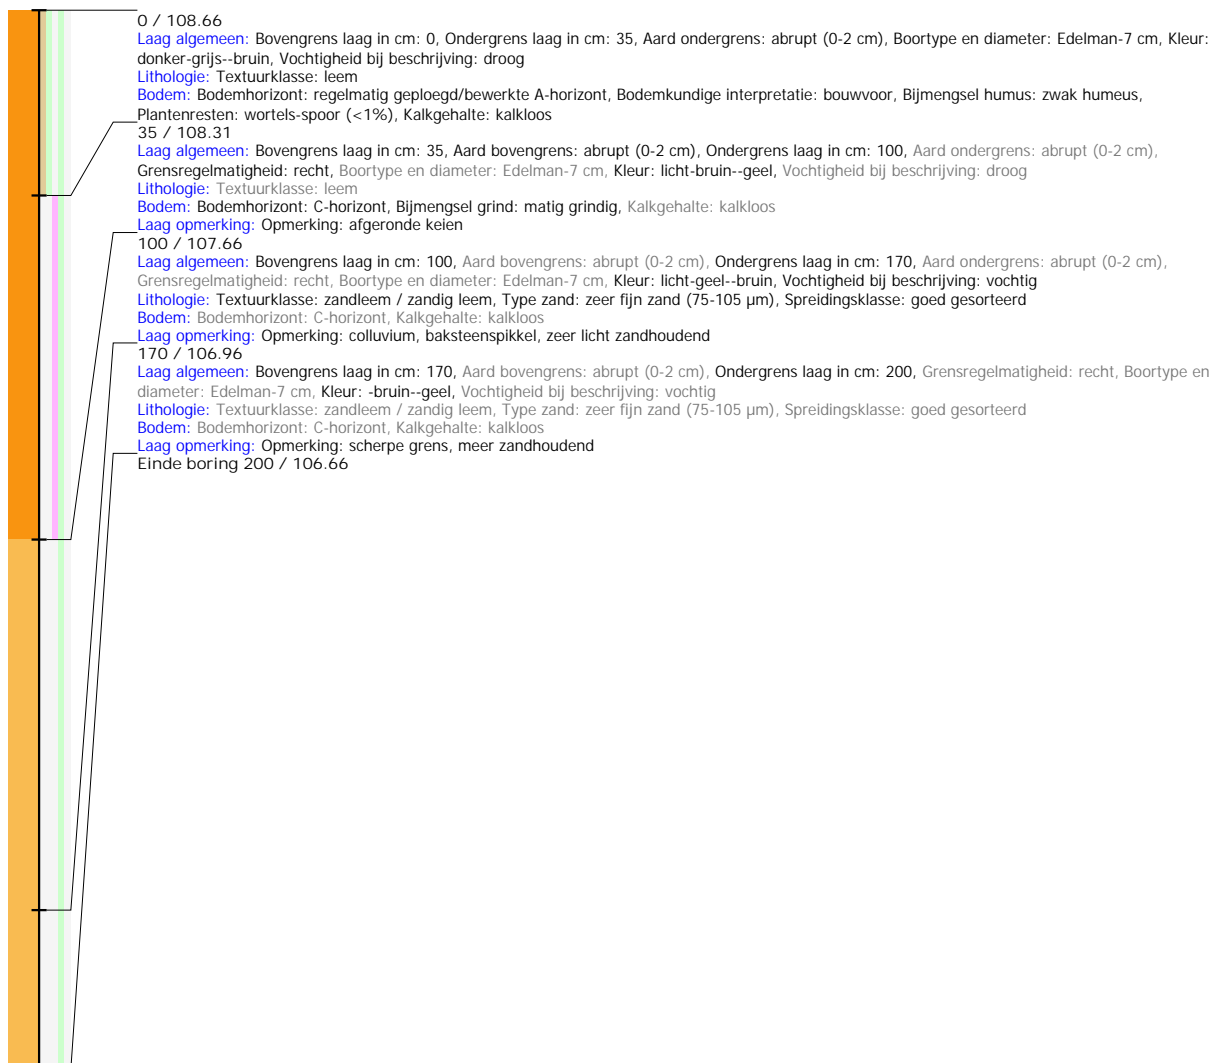 0 / 108.66
Laag algemeen: Bovengrens laag in cm: 0, Ondergrens laag in cm: 35, Aard ondergrens: abrupt (0-2 cm), Boortype en diameter: Edelman-7 cm, Kleur:
donker-grijs--bruin, Vochtigheid bij beschrijving: droog
Lithologie: Textuurklasse: leem
Bodem: Bodemhorizont: regelmatig geploegd/bewerkte A-horizont, Bodemkundige interpretatie: bouwvoor, Bijmengsel humus: zwak humeus,
Plantenresten: wortels-spoor (<1%), Kalkgehalte: kalkloos
35 / 108.31
Laag algemeen: Bovengrens laag in cm: 35, Aard bovengrens: abrupt (0-2 cm), Ondergrens laag in cm: 100, Aard ondergrens: abrupt (0-2 cm),
Grensregelmatigheid: recht, Boortype en diameter: Edelman-7 cm, Kleur: licht-bruin--geel, Vochtigheid bij beschrijving: droog
Lithologie: Textuurklasse: leem
Bodem: Bodemhorizont: C-horizont, Bijmengsel grind: matig grindig, Kalkgehalte: kalkloos
Laag opmerking: Opmerking: afgeronde keien
100 / 107.66
Laag algemeen: Bovengrens laag in cm: 100, Aard bovengrens: abrupt (0-2 cm), Ondergrens laag in cm: 170, Aard ondergrens: abrupt (0-2 cm),
Grensregelmatigheid: recht, Boortype en diameter: Edelman-7 cm, Kleur: licht-geel--bruin, Vochtigheid bij beschrijving: vochtig
Lithologie: Textuurklasse: zandleem / zandig leem, Type zand: zeer fijn zand (75-105 µm), Spreidingsklasse: goed gesorteerd
Bodem: Bodemhorizont: C-horizont, Kalkgehalte: kalkloos
Laag opmerking: Opmerking: colluvium, baksteenspikkel, zeer licht zandhoudend
170 / 106.96
Laag algemeen: Bovengrens laag in cm: 170, Aard bovengrens: abrupt (0-2 cm), Ondergrens laag in cm: 200, Grensregelmatigheid: recht, Boortype en
diameter: Edelman-7 cm, Kleur: -bruin--geel, Vochtigheid bij beschrijving: vochtig
Lithologie: Textuurklasse: zandleem / zandig leem, Type zand: zeer fijn zand (75-105 µm), Spreidingsklasse: goed gesorteerd
Bodem: Bodemhorizont: C-horizont, Kalkgehalte: kalkloos
Laag opmerking: Opmerking: scherpe grens, meer zandhoudend
Einde boring 200 / 106.66